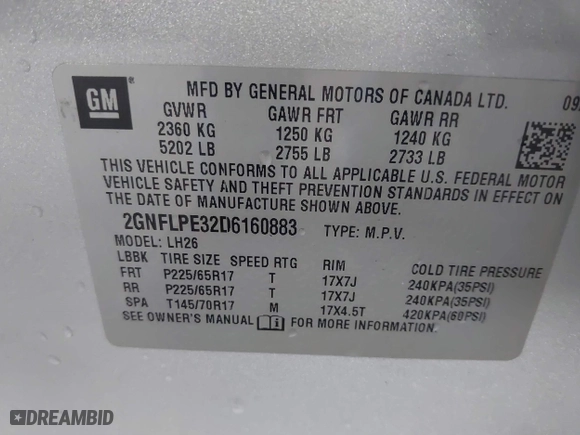 GM
MFD BY GENERAL MOTORS OF CANADA LTD. 09
GVWR GAWR FRT GAWR RR
2360 KG 1250 KG 1240 KG
5202 LB 2755 LB 2733 LB
THIS VEHICLE CONFORMS TO ALL APPLICABLE U.S. FEDERAL MOTOR
VEHICLE SAFETY AND THEFT PREVENTION STANDARDS IN EFFECT ON
THE DATE OF MANUFACTURE SHOWN ABOVE.
2GNFLPE32D6160883 TYPE: M.P.V.
MODEL: LH26
LBBK TIRE SIZE SPEED RTG RIM COLD TIRE PRESSURE
FRT P225/65R17 T 17X7J 240KPA(35PSI)
RR P225/65R17 T 17X7J 240KPA(35PSI)
SPA T145/70R17 M 17X4.5T 420KPA(60PSI)
SEE OWNER'S MANUAL FOR MORE INFORMATION.
DREAMBID